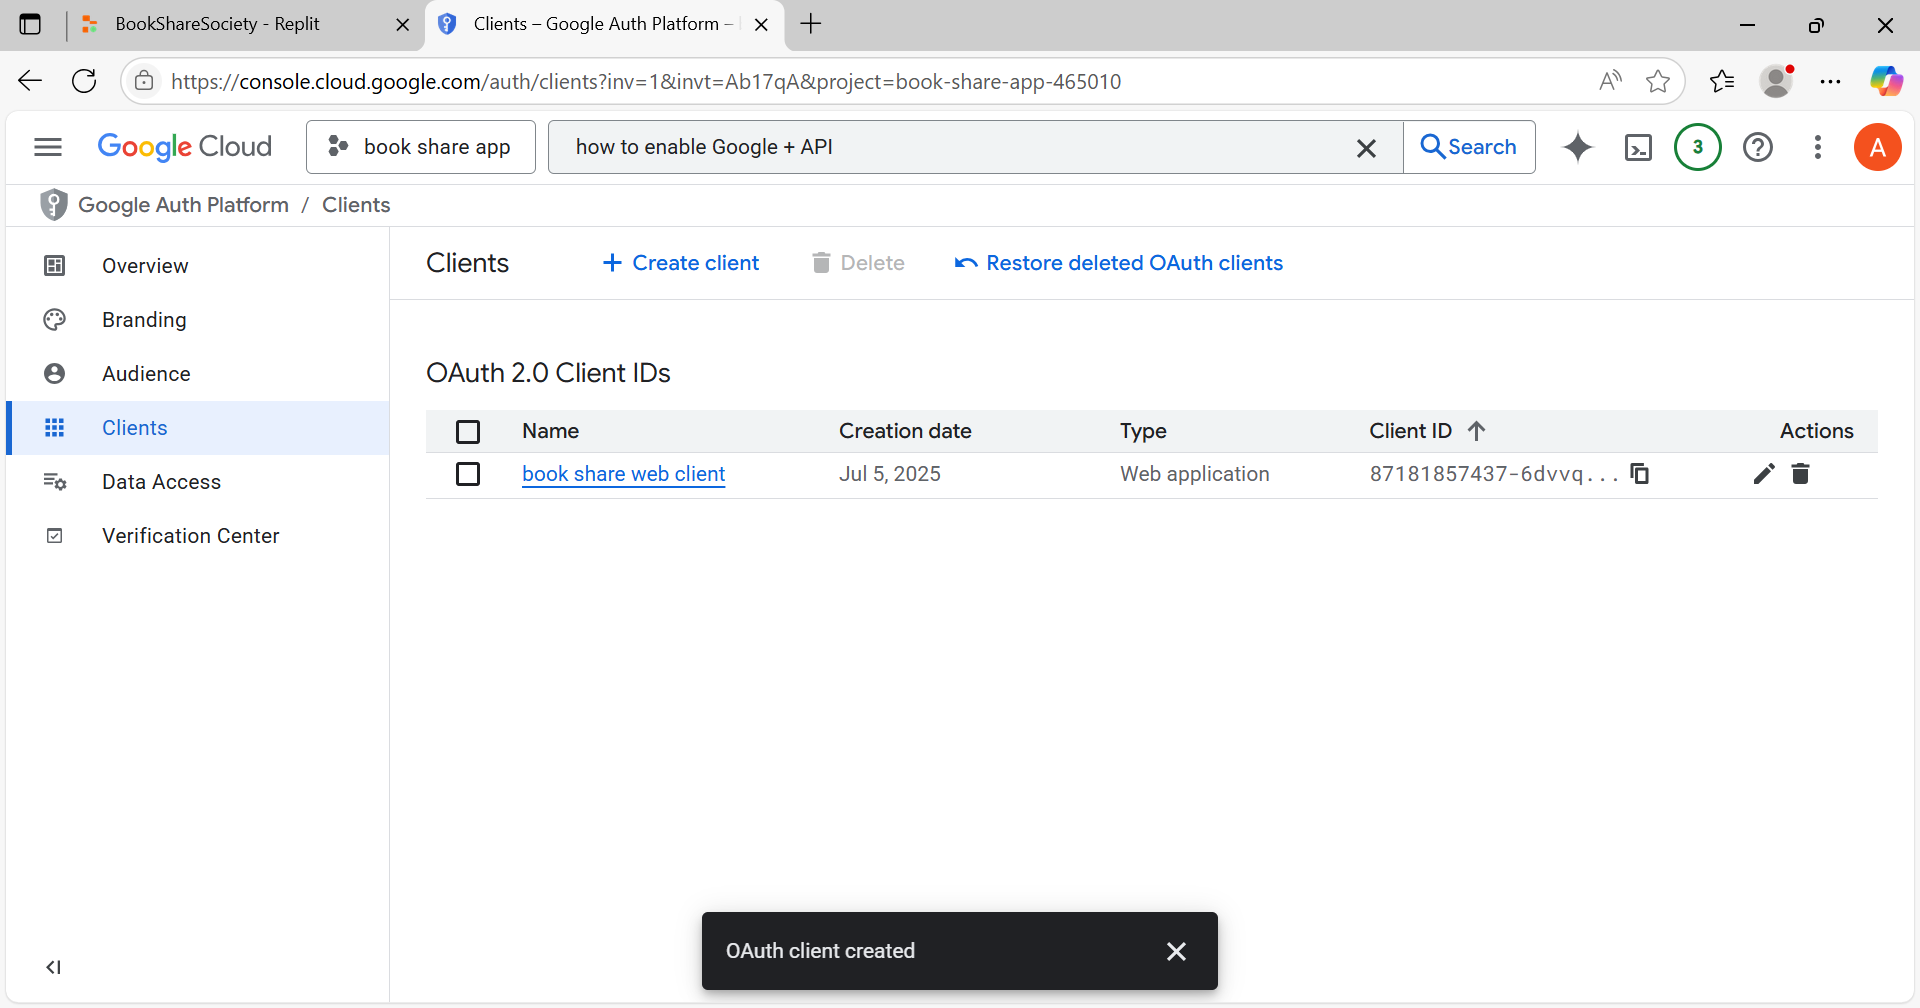 BookShareSociety - Replit
Clients – Google Auth Platform –
https://console.cloud.google.com/auth/clients?inv=1&invt=Ab17qA&project=book-share-app-465010
Google Cloud
book share app
how to enable Google + API
Search
3
A
Google Auth Platform / Clients
Overview
Branding
Audience
Clients
Data Access
Verification Center
Clients
Create client
Delete
Restore deleted OAuth clients
OAuth 2.0 Client IDs
Name Creation date Type Client ID Actions
book share web client Jul 5, 2025 Web application 87181857437-6dvvq...
OAuth client created